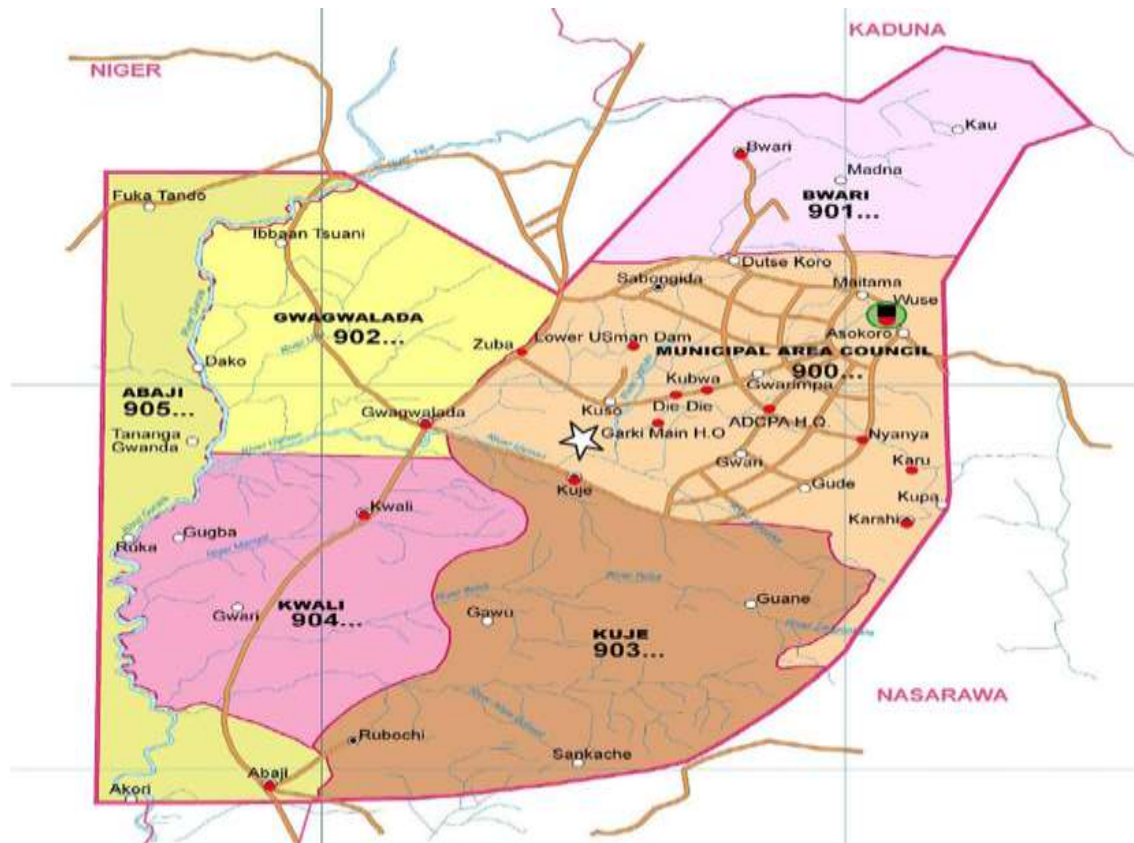 KADUNA
NIGER
Kau
Bwari
Madna
BWARI
901...
Fuka Tando
Ibbaan Tsuani
Dutse Koro
Sabongida
Maitama
Wuse
GWAGWALADA
902...
Asokoro
Zuba
Lower USman Dam
MUNICIPAL AREA COUNCIL
900...
Dako
Kubwa
Gwarimpa
ABAJI
905...
Kuso
Die-Die
Gwagwalada
ADCPA H.Q.
Tananga
Gwanda
Garki Main H.O
Nyanya
Gwari
Karu
Kuje
Gude
Kupa
Kwali
Karshi
Ruka
Gugba
KWALI
904...
Gwari
Gawu
Guane
KUJE
903...
NASARAWA
Rubochi
Sankache
Abaji
Akori